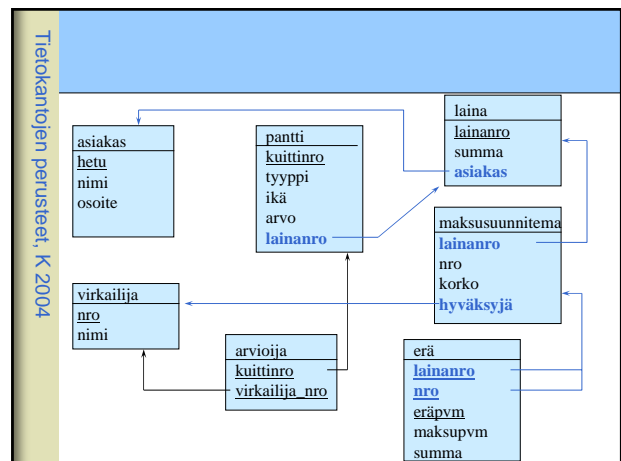 Tietokantojen perusteet, K 2004
asiakas
hetu
nimi
osoite
pantti
kuittinro
tyyppi
ikä
arvo
lainanro
laina
lainanro
summa
asiakas
maksusuunnitema
lainanro
nro
korko
hyväksyjä
virkailija
nro
nimi
arvioija
kuittinro
virkailija_nro
erä
lainanro
nro
eräpvm
maksupvm
summa